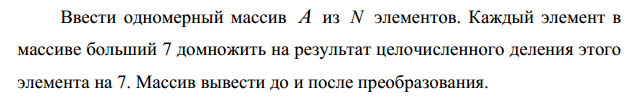 Ввести одномерный массив A из N элементов. Каждый элемент в
массиве больший 7 домножить на результат целочисленного деления этого
элемента на 7. Массив вывести до и после преобразования.